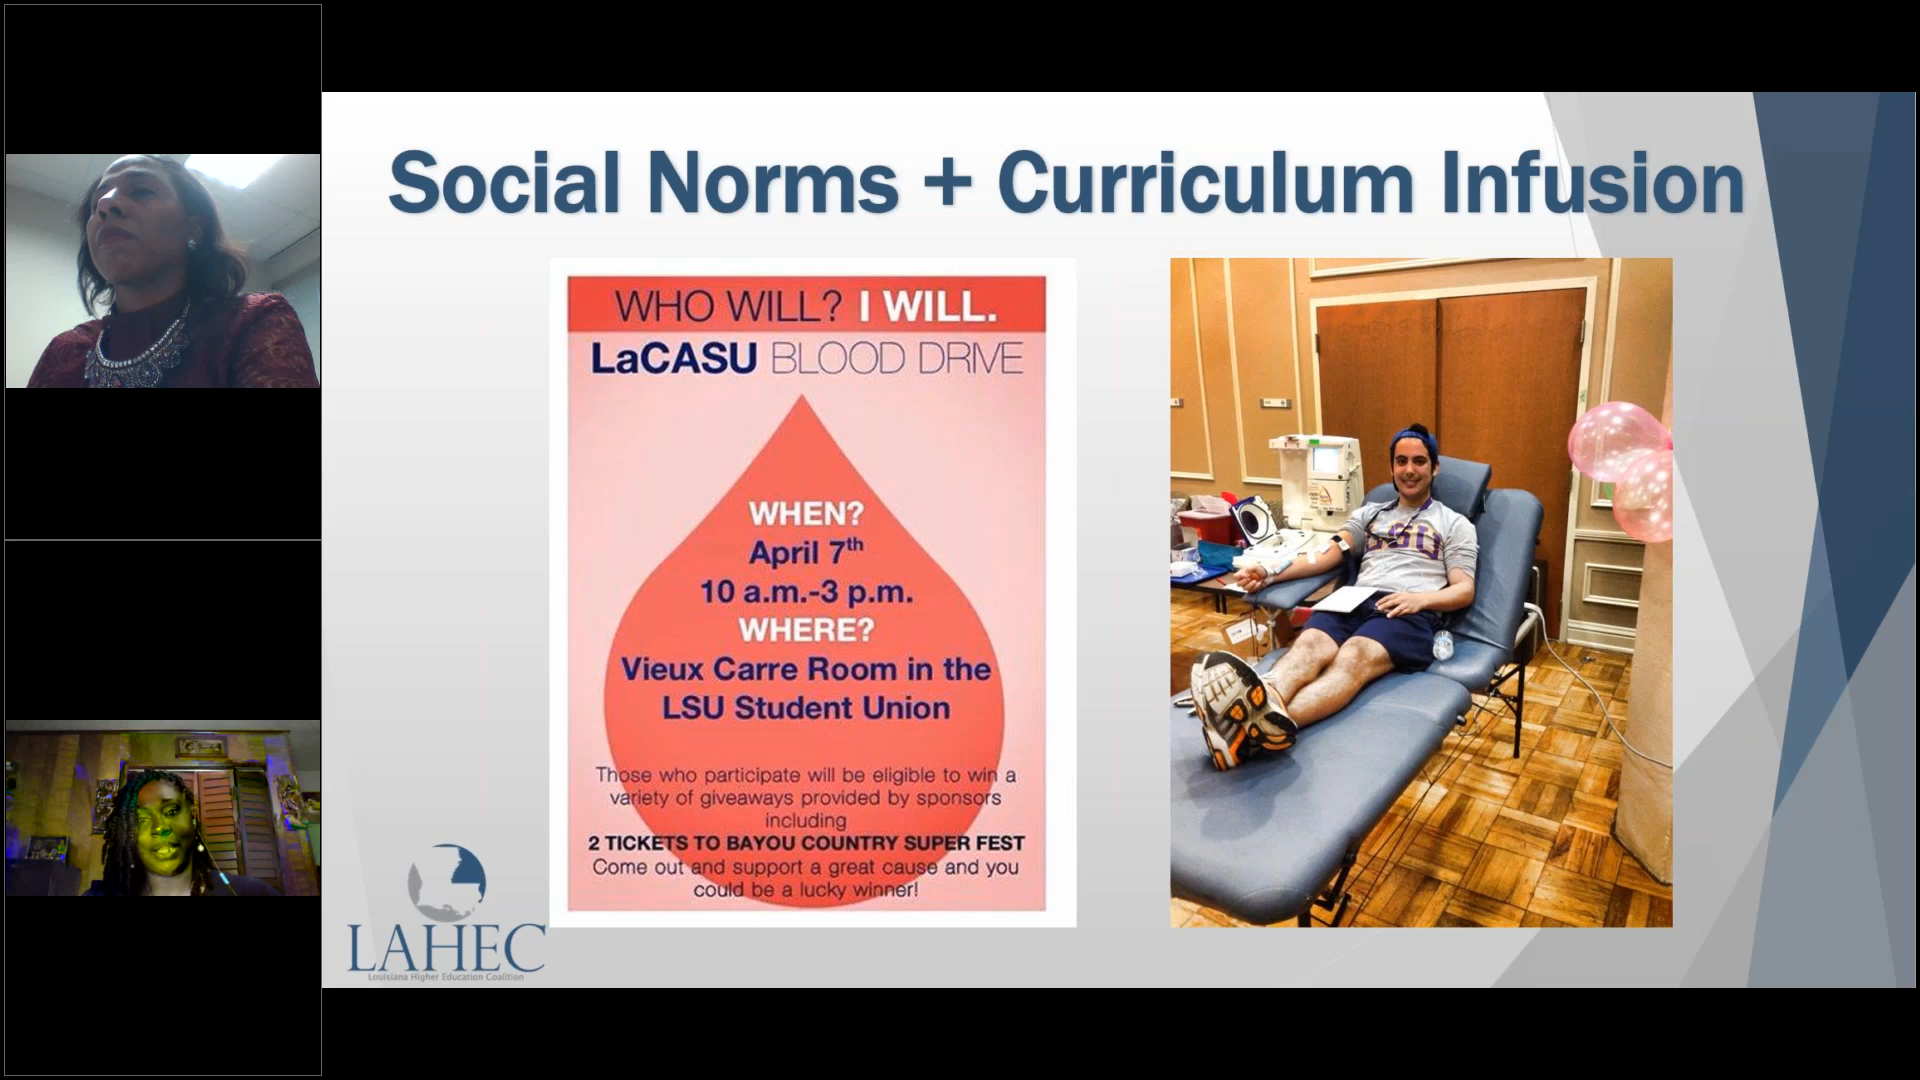 Social Norms + Curriculum Infusion
WHO WILL? I WILL.
LaCASU BLOOD DRIVE
WHEN?
April 7th
10 a.m.-3 p.m.
WHERE?
Vieux Carre Room in the
LSU Student Union
Those who participate will be eligible to win a
variety of giveaways provided by sponsors
including
2 TICKETS TO BAYOU COUNTRY SUPER FEST
Come out and support a great cause and you
could be a lucky winner!
LSU
LAHEC
Louisiana Higher Education Coalition